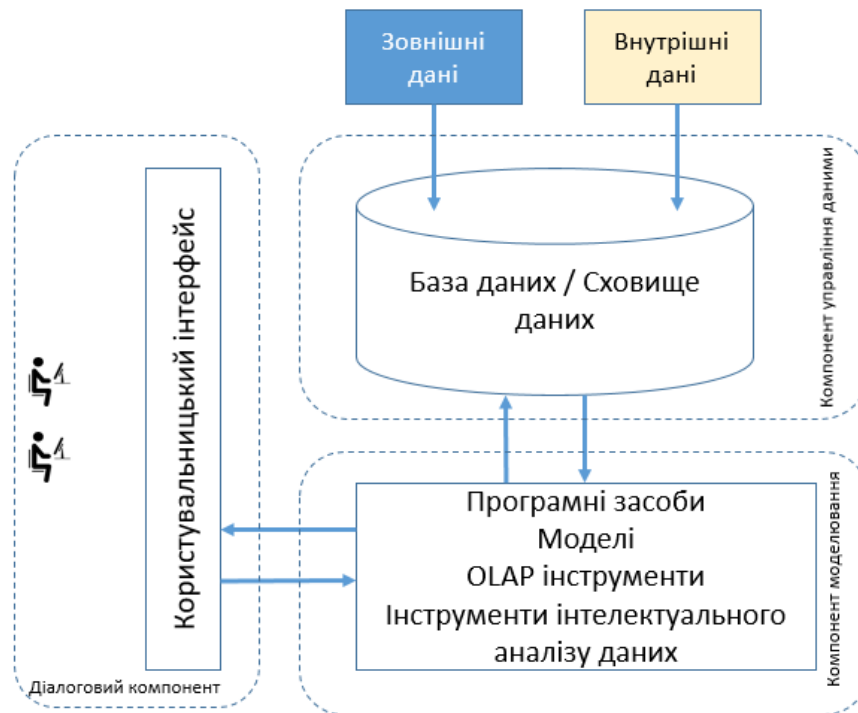 Зовнішні
дані
Внутрішні
дані
Компонент управління даними
База даних / Сховище
даних
Користувальницький інтерфейс
Діалоговий компонент
Програмні засоби
Моделі
OLAP інструменти
Інструменти інтелектуального
аналізу даних
Компонент моделювання